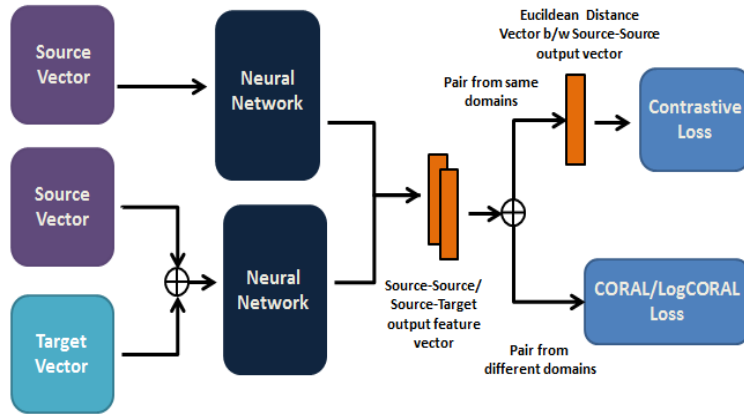 Source
Vector
Neural
Network
Source
Vector
Target
Vector
Neural
Network
Source-Source/
Source-Target
output feature
vector
Eucildean Distance
Vector b/w Source-Source
output vector
Pair from same
domains
Contrastive
Loss
CORAL/LogCORAL
Loss
Pair from
different domains